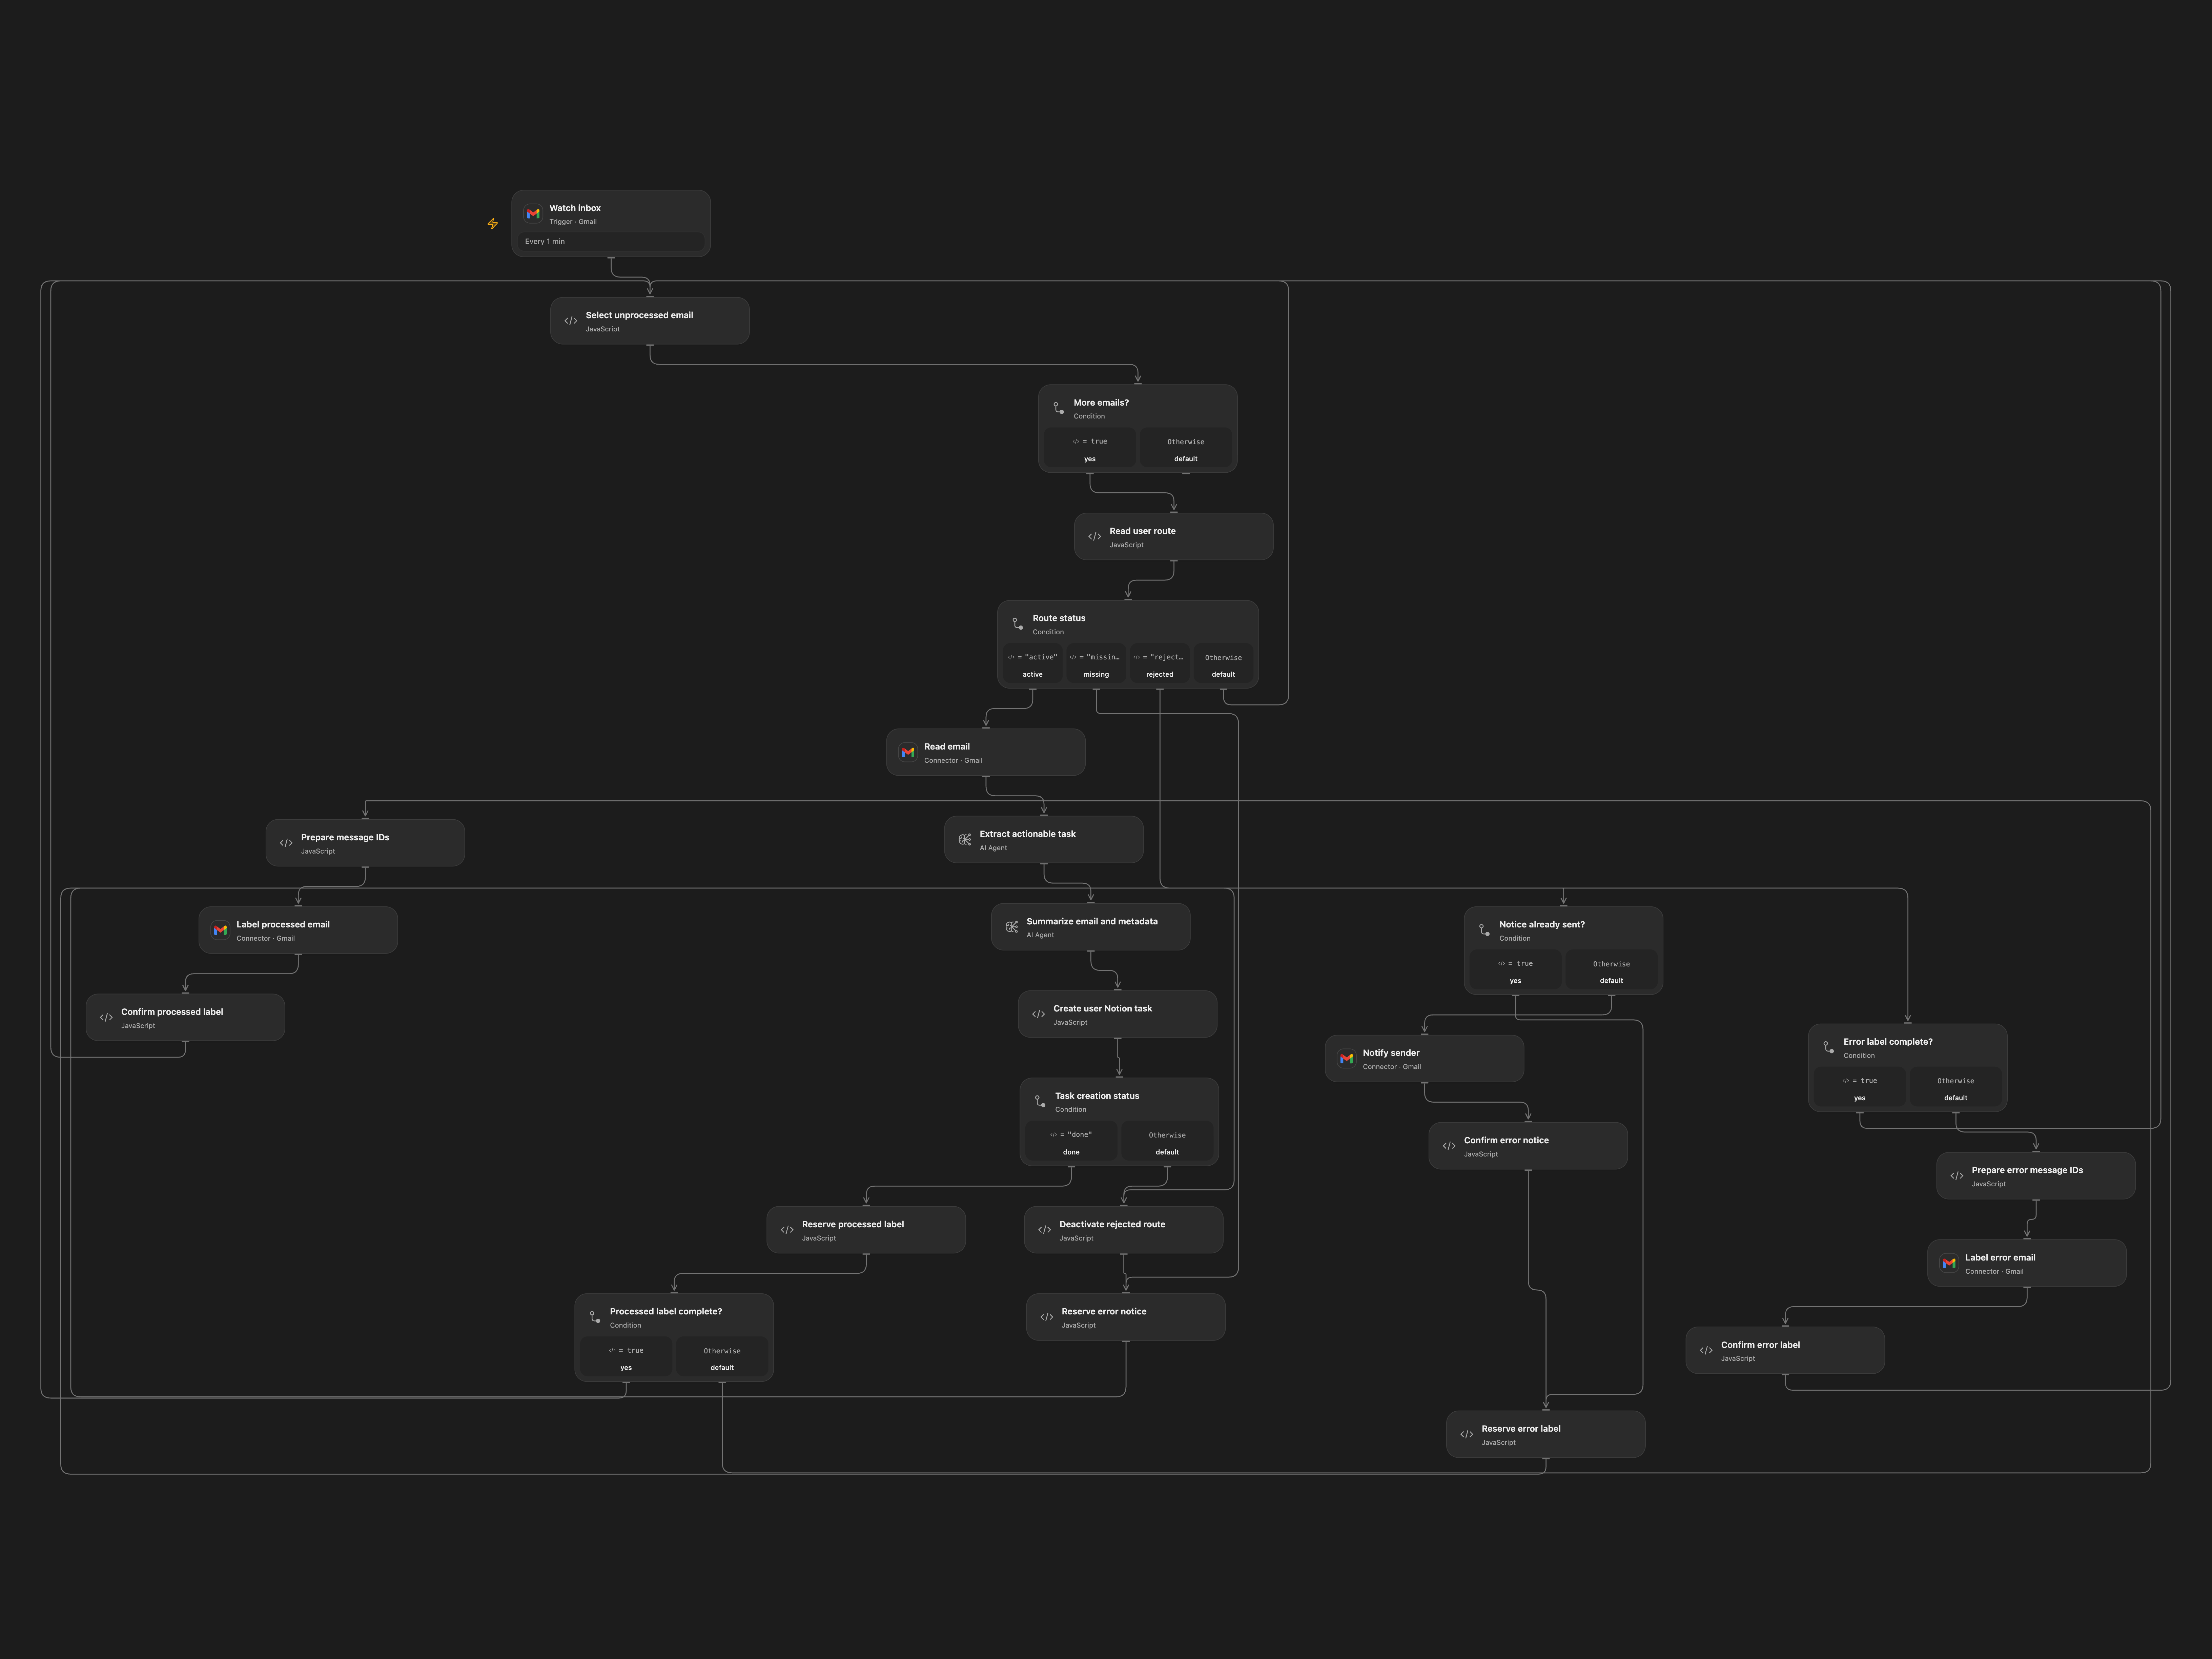 Watch inbox
Trigger · Gmail
Every 1 min
Select unprocessed email
JavaScript
More emails?
Condition
</> = true
Otherwise
yes
default
Read user route
JavaScript
Route status
Condition
</> = "active"
</> = "missin…
</> = "reject…
Otherwise
active
missing
rejected
default
Read email
Connector · Gmail
Prepare message IDs
JavaScript
Extract actionable task
AI Agent
Label processed email
Connector · Gmail
Summarize email and metadata
AI Agent
Notice already sent?
Condition
</> = true
Otherwise
yes
default
Confirm processed label
JavaScript
Create user Notion task
JavaScript
Notify sender
Connector · Gmail
Error label complete?
Condition
</> = true
Otherwise
yes
default
Task creation status
Condition
</> = "done"
Otherwise
done
default
Confirm error notice
JavaScript
Prepare error message IDs
JavaScript
Reserve processed label
JavaScript
Deactivate rejected route
JavaScript
Label error email
Connector · Gmail
Processed label complete?
Condition
</> = true
Otherwise
yes
default
Reserve error notice
JavaScript
Confirm error label
JavaScript
Reserve error label
JavaScript